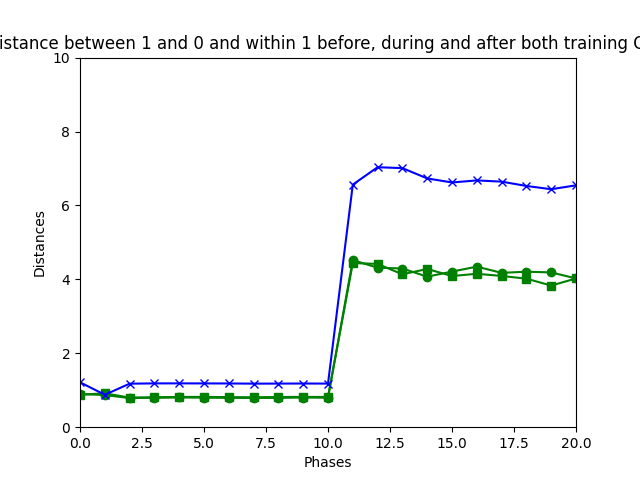 istance between 1 and 0 and within 1 before, during and after both training
10
8
6
4
2
0
Distances
0.0 2.5 5.0 7.5 10.0 12.5 15.0 17.5 20.0
Phases